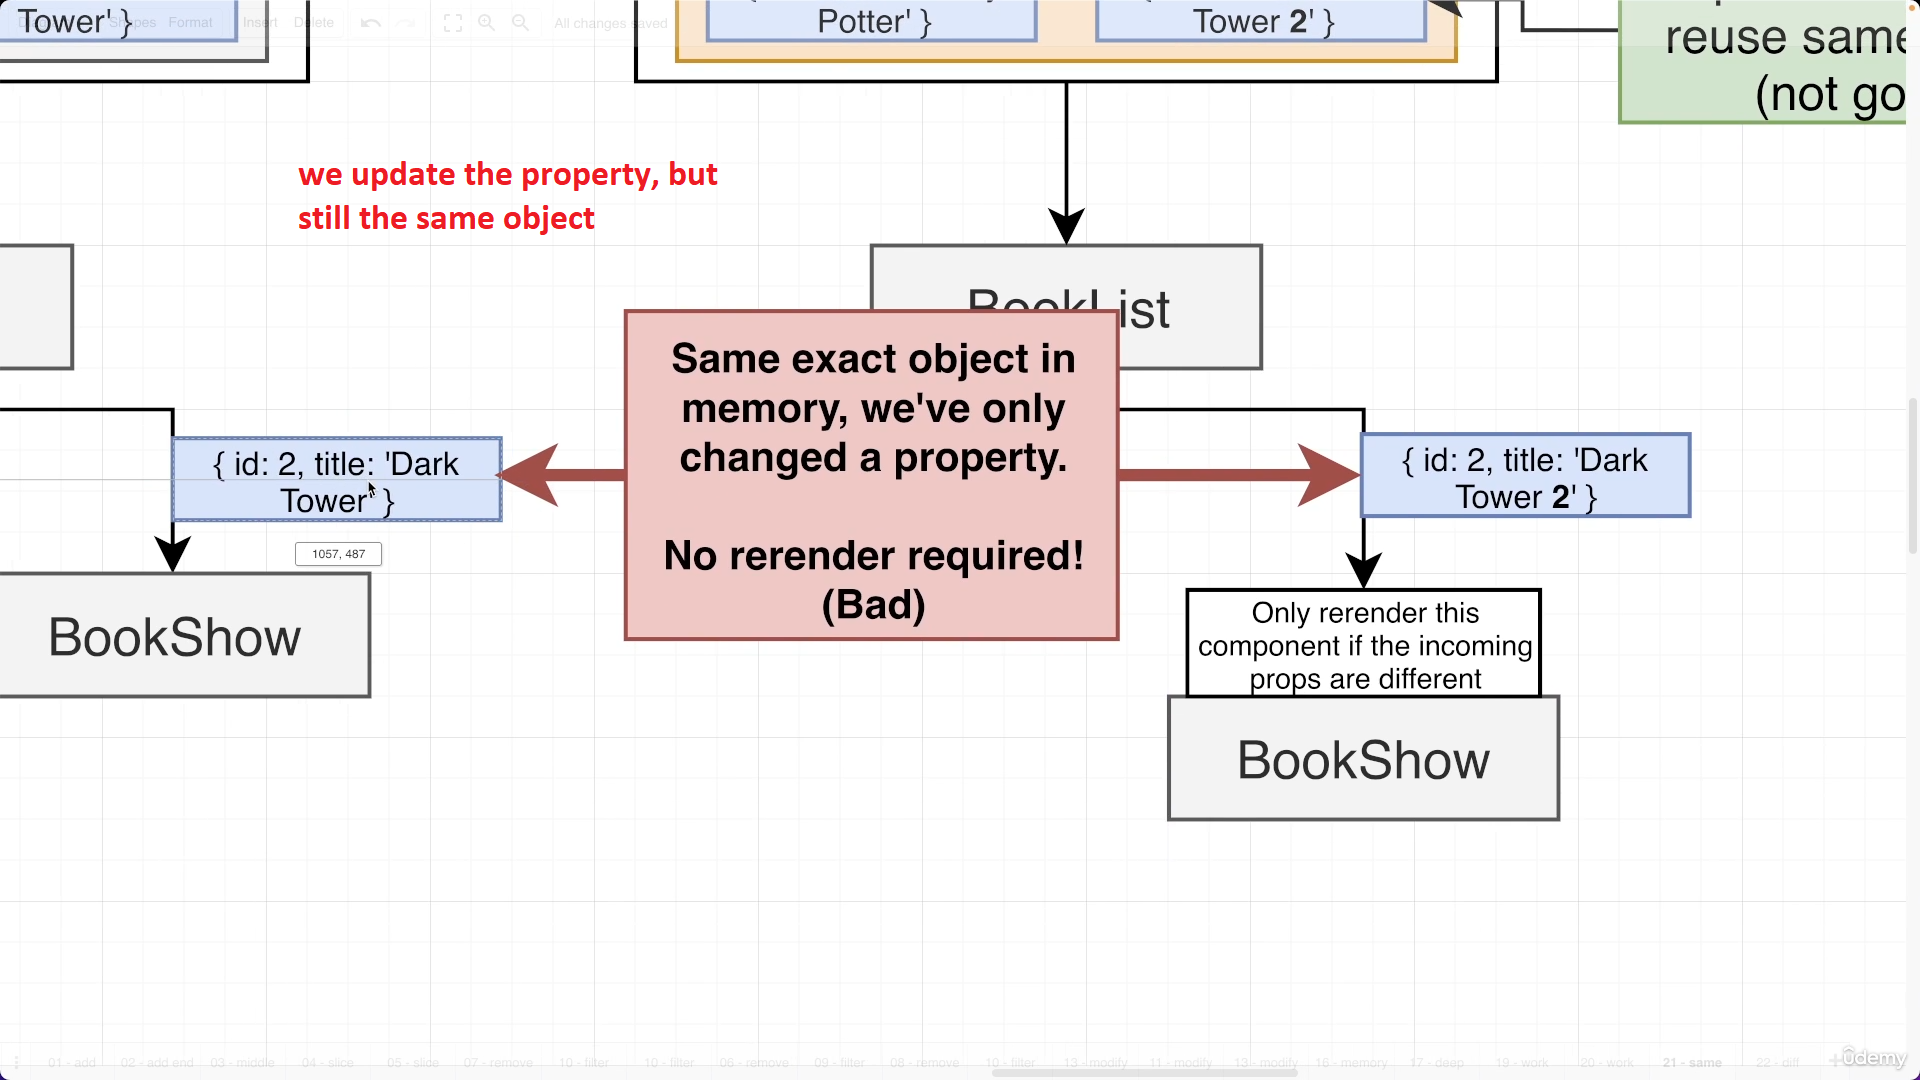 Tower' }
Shapes Format Insert Delete All changes saved
Potter' }
Tower 2' }
reuse same
(not go
we update the property, but
still the same object
BookList
Same exact object in
memory, we've only
changed a property.
No rerender required!
(Bad)
{ id: 2, title: 'Dark
Tower' }
{ id: 2, title: 'Dark
Tower 2' }
1057, 487
BookShow
Only rerender this
component if the incoming
props are different
BookShow
01 - add 02 - add end 03 - middle 04 - slice 05 - slice 07 - remove 10 - filter 10 - filter 06 - remove 09 - filter 08 - remove 10 - filter 13 - modify 11 - modify 13 - modify 16 - memory 17 - deep 19 - work 20 - work 21 - same 22 - diff
ûdemy